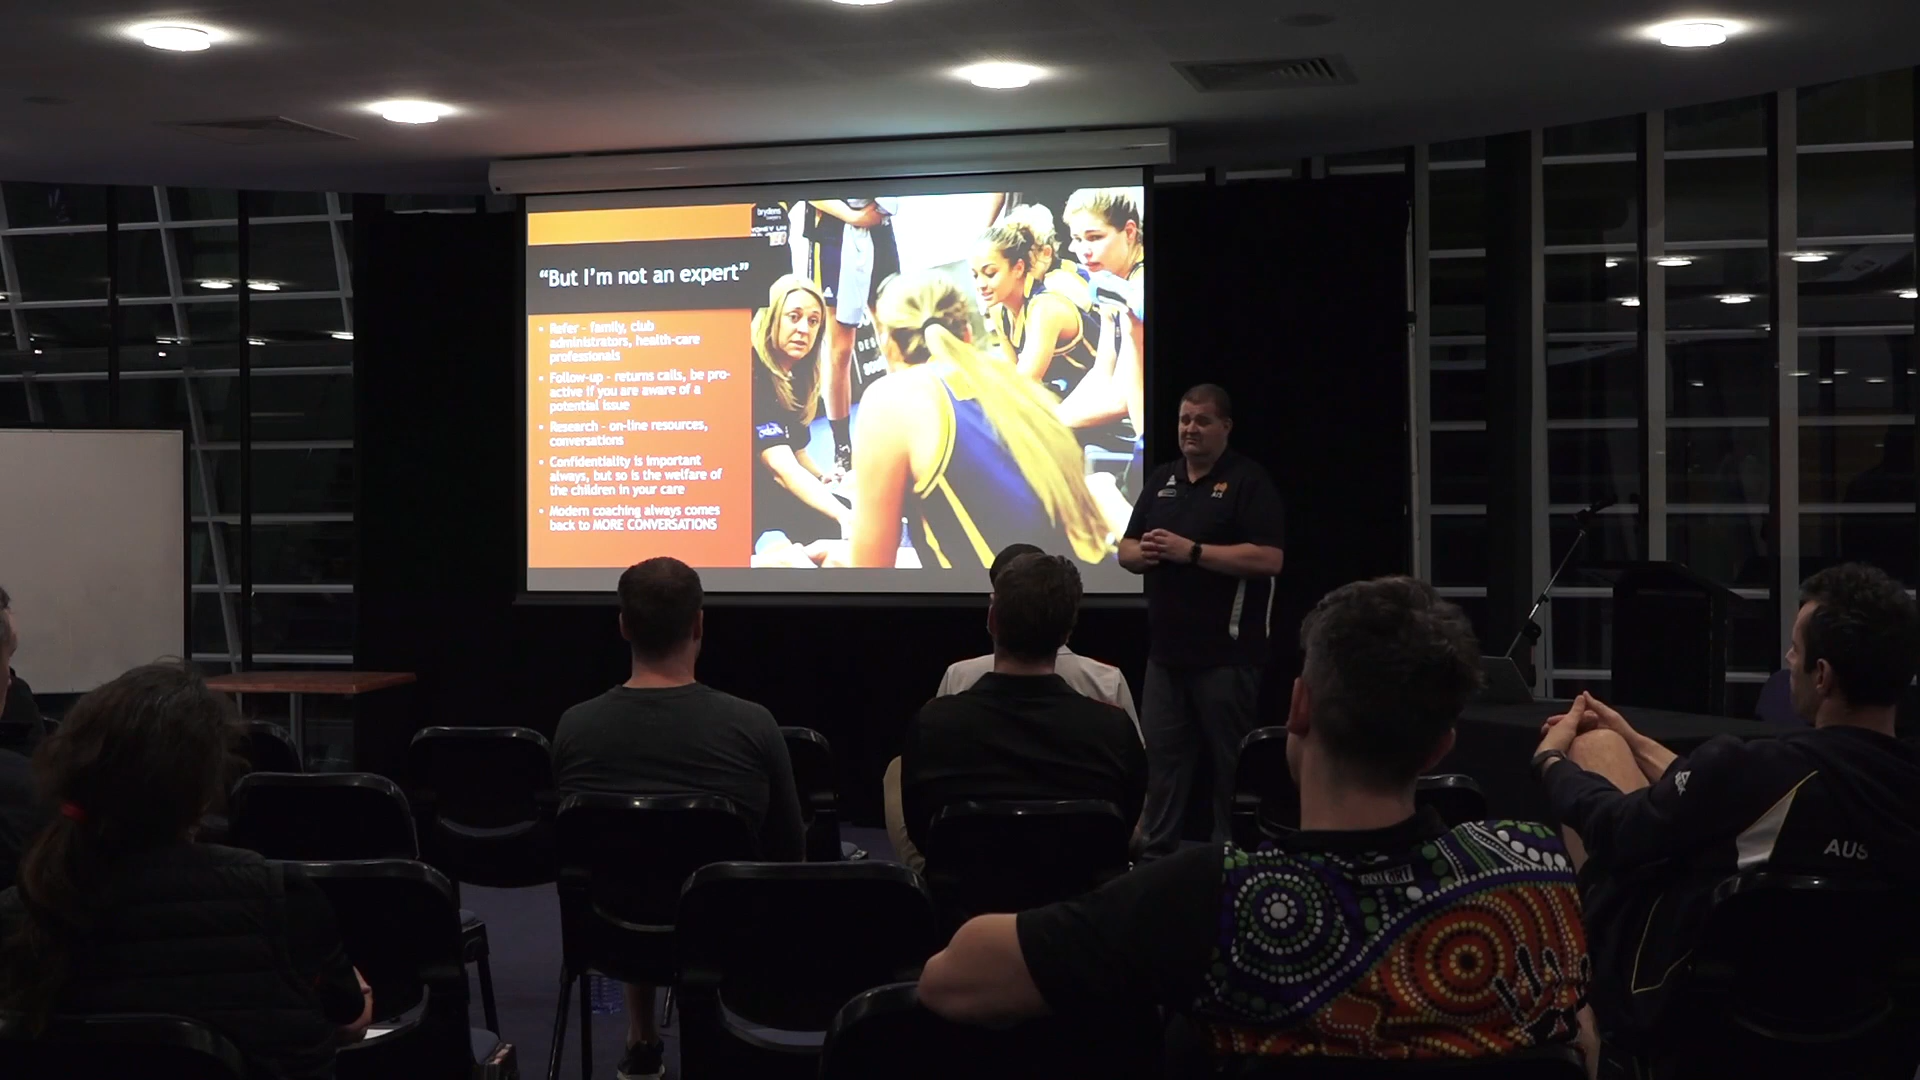 brydens
"But I'm not an expert"
• Refer - family, club
administrators, health-care
professionals
• Follow-up - returns calls, be pro-
active if you are aware of a
potential issue
• Research - on-line resources,
conversations
• Confidentiality is important
always, but so is the welfare of
the children in your care
• Modern coaching always comes
back to MORE CONVERSATIONS
AIS
AUS